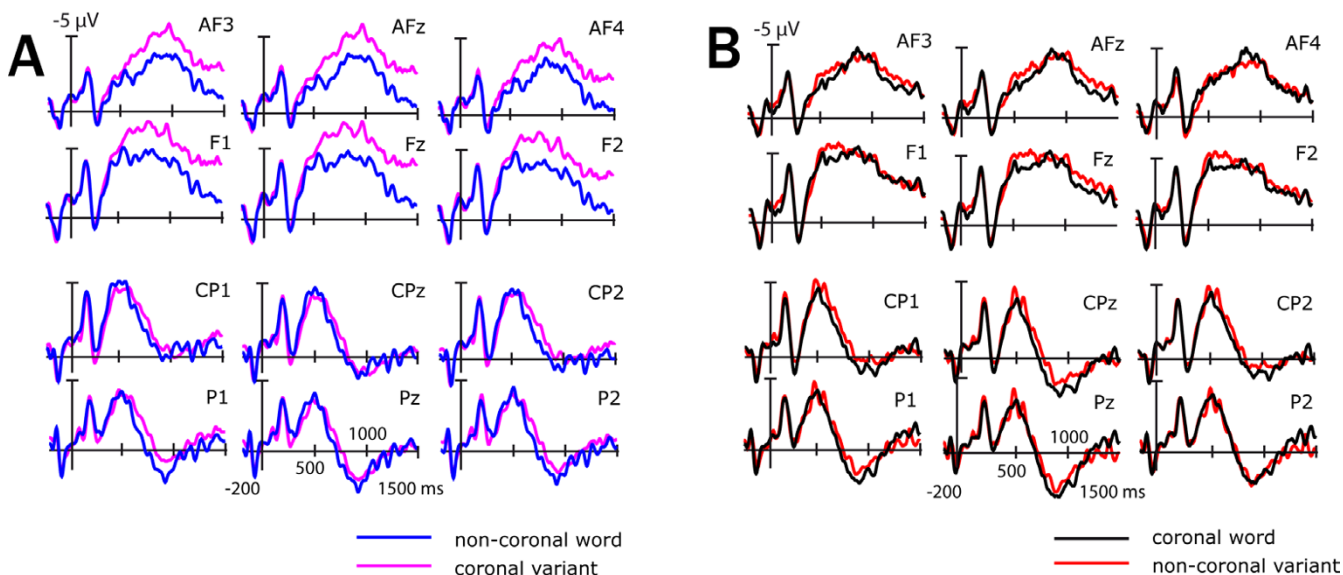 A
-5 µV
AF3
AFz
AF4
F1
Fz
F2
CP1
CPz
CP2
P1
Pz
P2
1000
500
-200
1500 ms
non-coronal word
coronal variant
B
-5 µV
AF3
AFz
AF4
F1
Fz
F2
CP1
CPz
CP2
P1
Pz
P2
1000
500
-200
1500 ms
coronal word
non-coronal variant